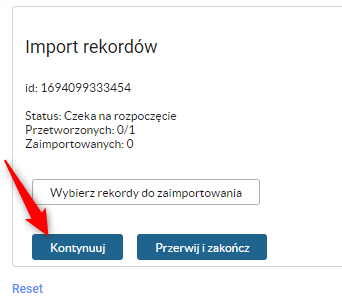 Import rekordów
id: 1694099333454
Status: Czeka na rozpoczęcie
Przetworzonych: 0/1
Zaimportowanych: 0
Wybierz rekordy do zaimportowania
Kontynuuj
Przerwij i zakończ
Reset